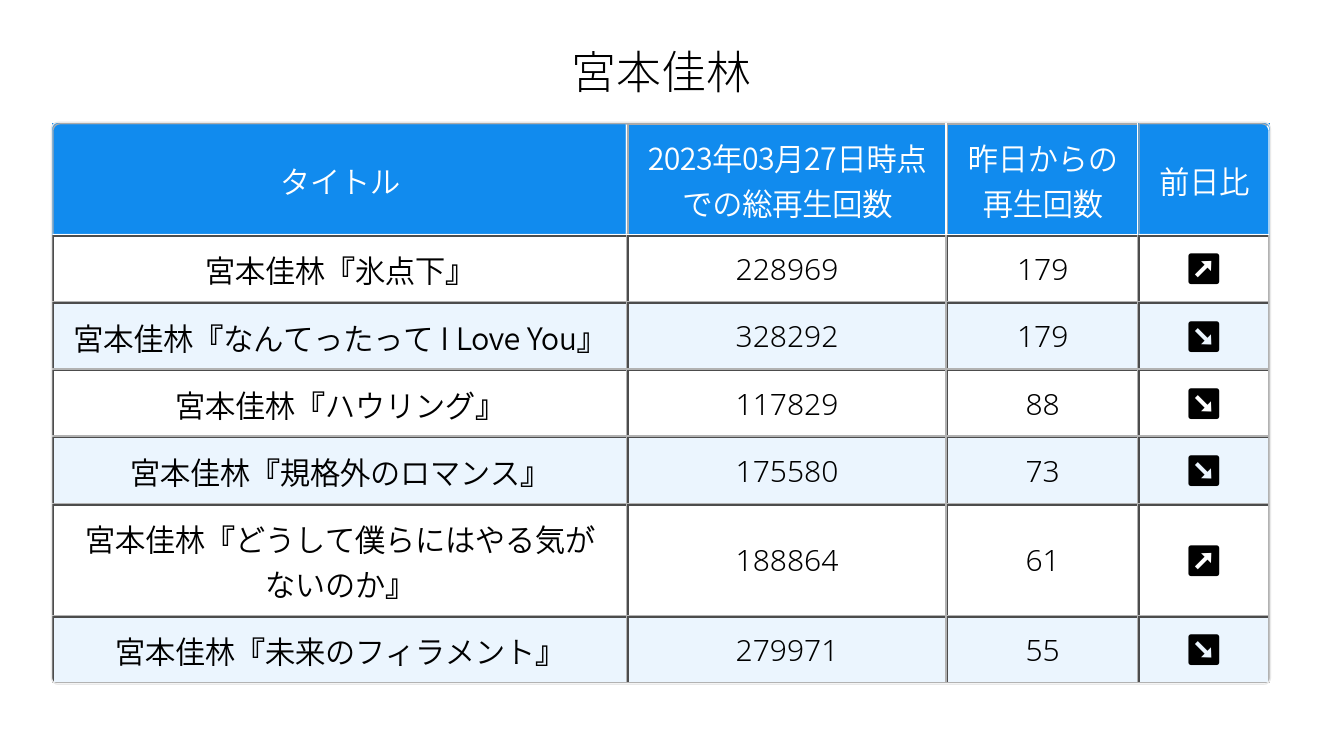 宮本佳林
タイトル
2023年03月27日時点
での総再生回数
昨日からの
再生回数
前日比
宮本佳林『氷点下』 228969 179 ↗
宮本佳林『なんてったって I Love You』 328292 179 ↘
宮本佳林『ハウリング』 117829 88 ↘
宮本佳林『規格外のロマンス』 175580 73 ↘
宮本佳林『どうして僕らにはやる気が
ないのか』 188864 61 ↗
宮本佳林『未来のフィラメント』 279971 55 ↘